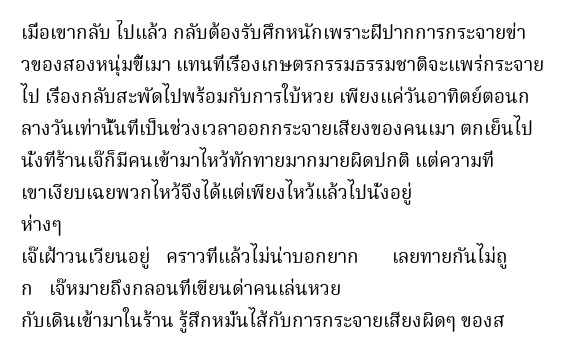 เมื่อเขากลับ ไปแล้ว กลับต้องรับศึกหนักเพราะฝีปากการกระจายข่า
วของสองหนุ่มขี้เมา แทนที่เรื่องเกษตรกรรมธรรมชาติจะแพร่กระจาย
ไป เรื่องกลับสะพัดไปพร้อมกับการใบ้หวย เพียงแค่วันอาทิตย์ตอนก
ลางวันเท่านั้นที่เป็นช่วงเวลาออกกระจายเสียงของคนเมา ตกเย็นไป
นั่งที่ร้านเจ๊ก็มีคนเข้ามาไหว้ทักทายมากมายผิดปกติ แต่ความที่
เขาเงียบเฉยพวกไหว้จึงได้แต่เพียงไหว้แล้วไปนั่งอยู่
ห่างๆ
เจ๊เฝ้าวนเวียนอยู่ คราวที่แล้วไม่น่าบอกยาก เลยทายกันไม่ถู
ก เจ๊หมายถึงกลอนที่เขียนด่าคนเล่นหวย
กับเดินเข้ามาในร้าน รู้สึกหมั่นไส้กับการกระจายเสียงผิดๆ ของส